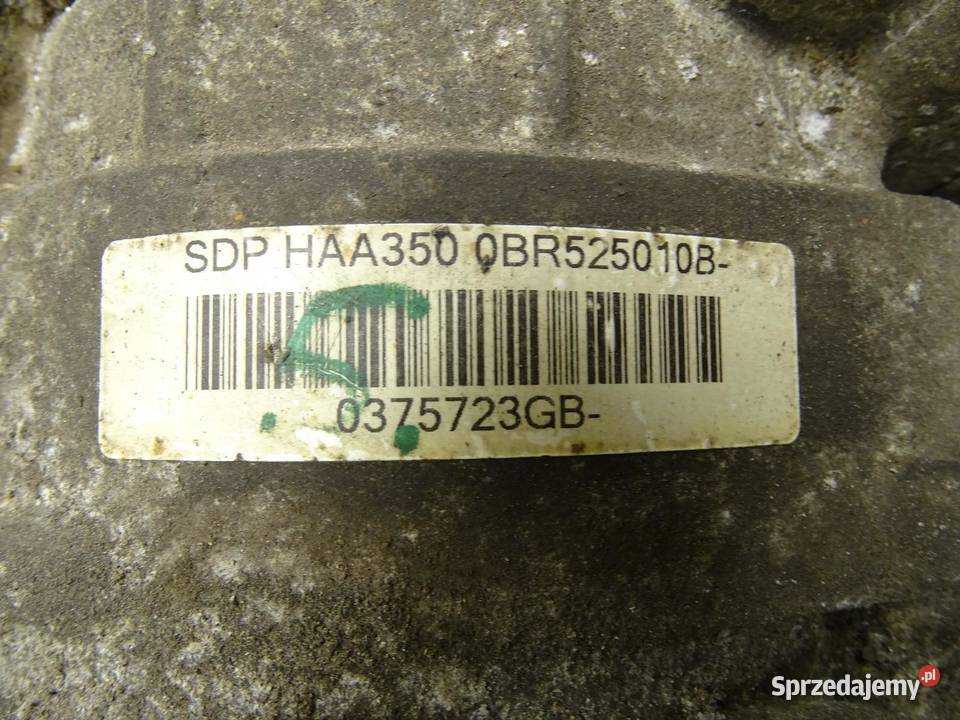 SDP HAA350 0BR525010B-
0375723GB-
Sprzedajemy.pl